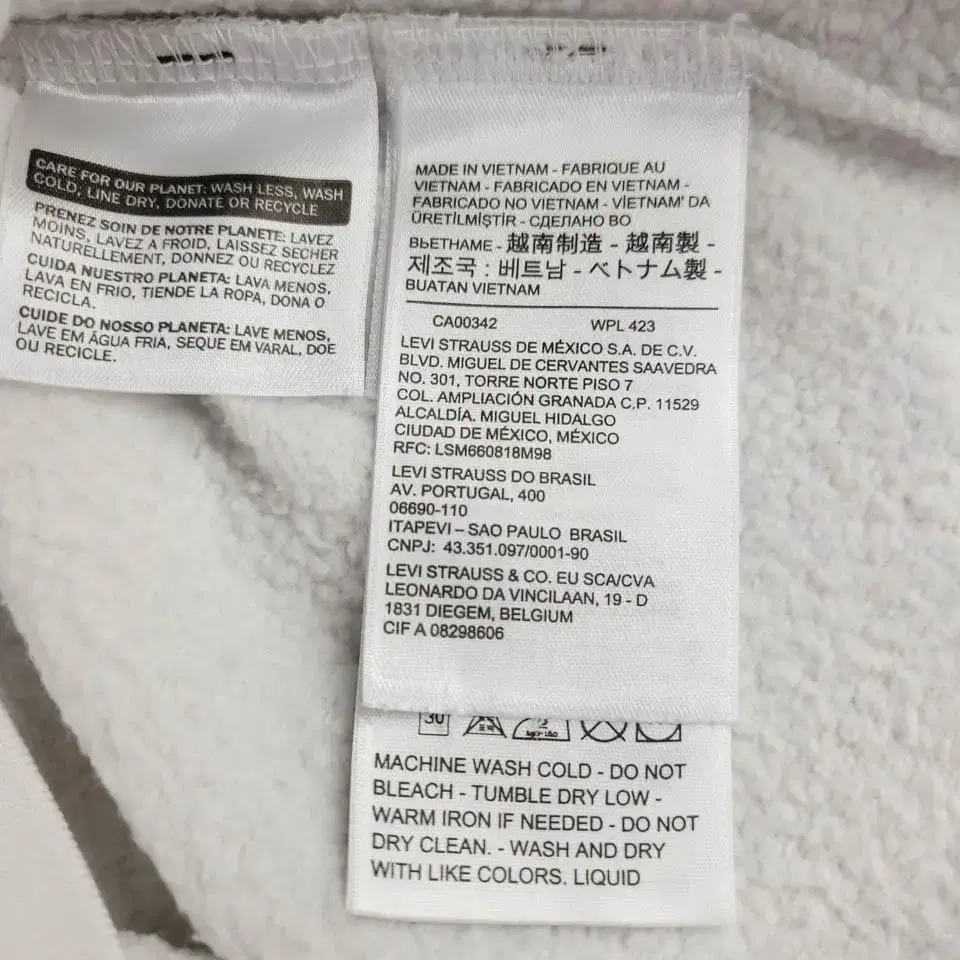 CARE FOR OUR PLANET: WASH LESS, WASH
COLD, LINE DRY, DONATE OR RECYCLE
PRENEZ SOIN DE NOTRE PLANETE: LAVEZ
MOINS, LAVEZ A FROID, LAISSEZ SECHER
NATURELLEMENT, DONNEZ OU RECYCLEZ
CUIDA NUESTRO PLANETA: LAVA MENOS,
LAVA EN FRIO, TIENDE LA ROPA, DONA O
RECICLA.
CUIDE DO NOSSO PLANETA: LAVE MENOS,
LAVE EM ÁGUA FRIA, SEQUE EM VARAL, DOE
OU RECICLE.
MADE IN VIETNAM - FABRIQUE AU
VIETNAM - FABRICADO EN VIETNAM -
FABRICADO NO VIETNAM - VİETNAM' DA
ÜRETİLMİŞTİR - СДЕЛАНО ВО
ВЬЕТНАМЕ - 越南制造 - 越南製 -
제조국 : 베트남 - ベトナム製 -
BUATAN VIETNAM
CA00342 WPL 423
LEVI STRAUSS DE MÉXICO S.A. DE C.V.
BLVD. MIGUEL DE CERVANTES SAAVEDRA
NO. 301, TORRE NORTE PISO 7
COL. AMPLIACIÓN GRANADA C.P. 11529
ALCALDÍA. MIGUEL HIDALGO
CIUDAD DE MÉXICO, MÉXICO
RFC: LSM660818M98
LEVI STRAUSS DO BRASIL
AV. PORTUGAL, 400
06690-110
ITAPEVI – SAO PAULO BRASIL
CNPJ: 43.351.097/0001-90
LEVI STRAUSS & CO. EU SCA/CVA
LEONARDO DA VINCILAAN, 19 - D
1831 DIEGEM, BELGIUM
CIF A 08298606
30
MACHINE WASH COLD - DO NOT
BLEACH - TUMBLE DRY LOW -
WARM IRON IF NEEDED - DO NOT
DRY CLEAN. - WASH AND DRY
WITH LIKE COLORS. LIQUID